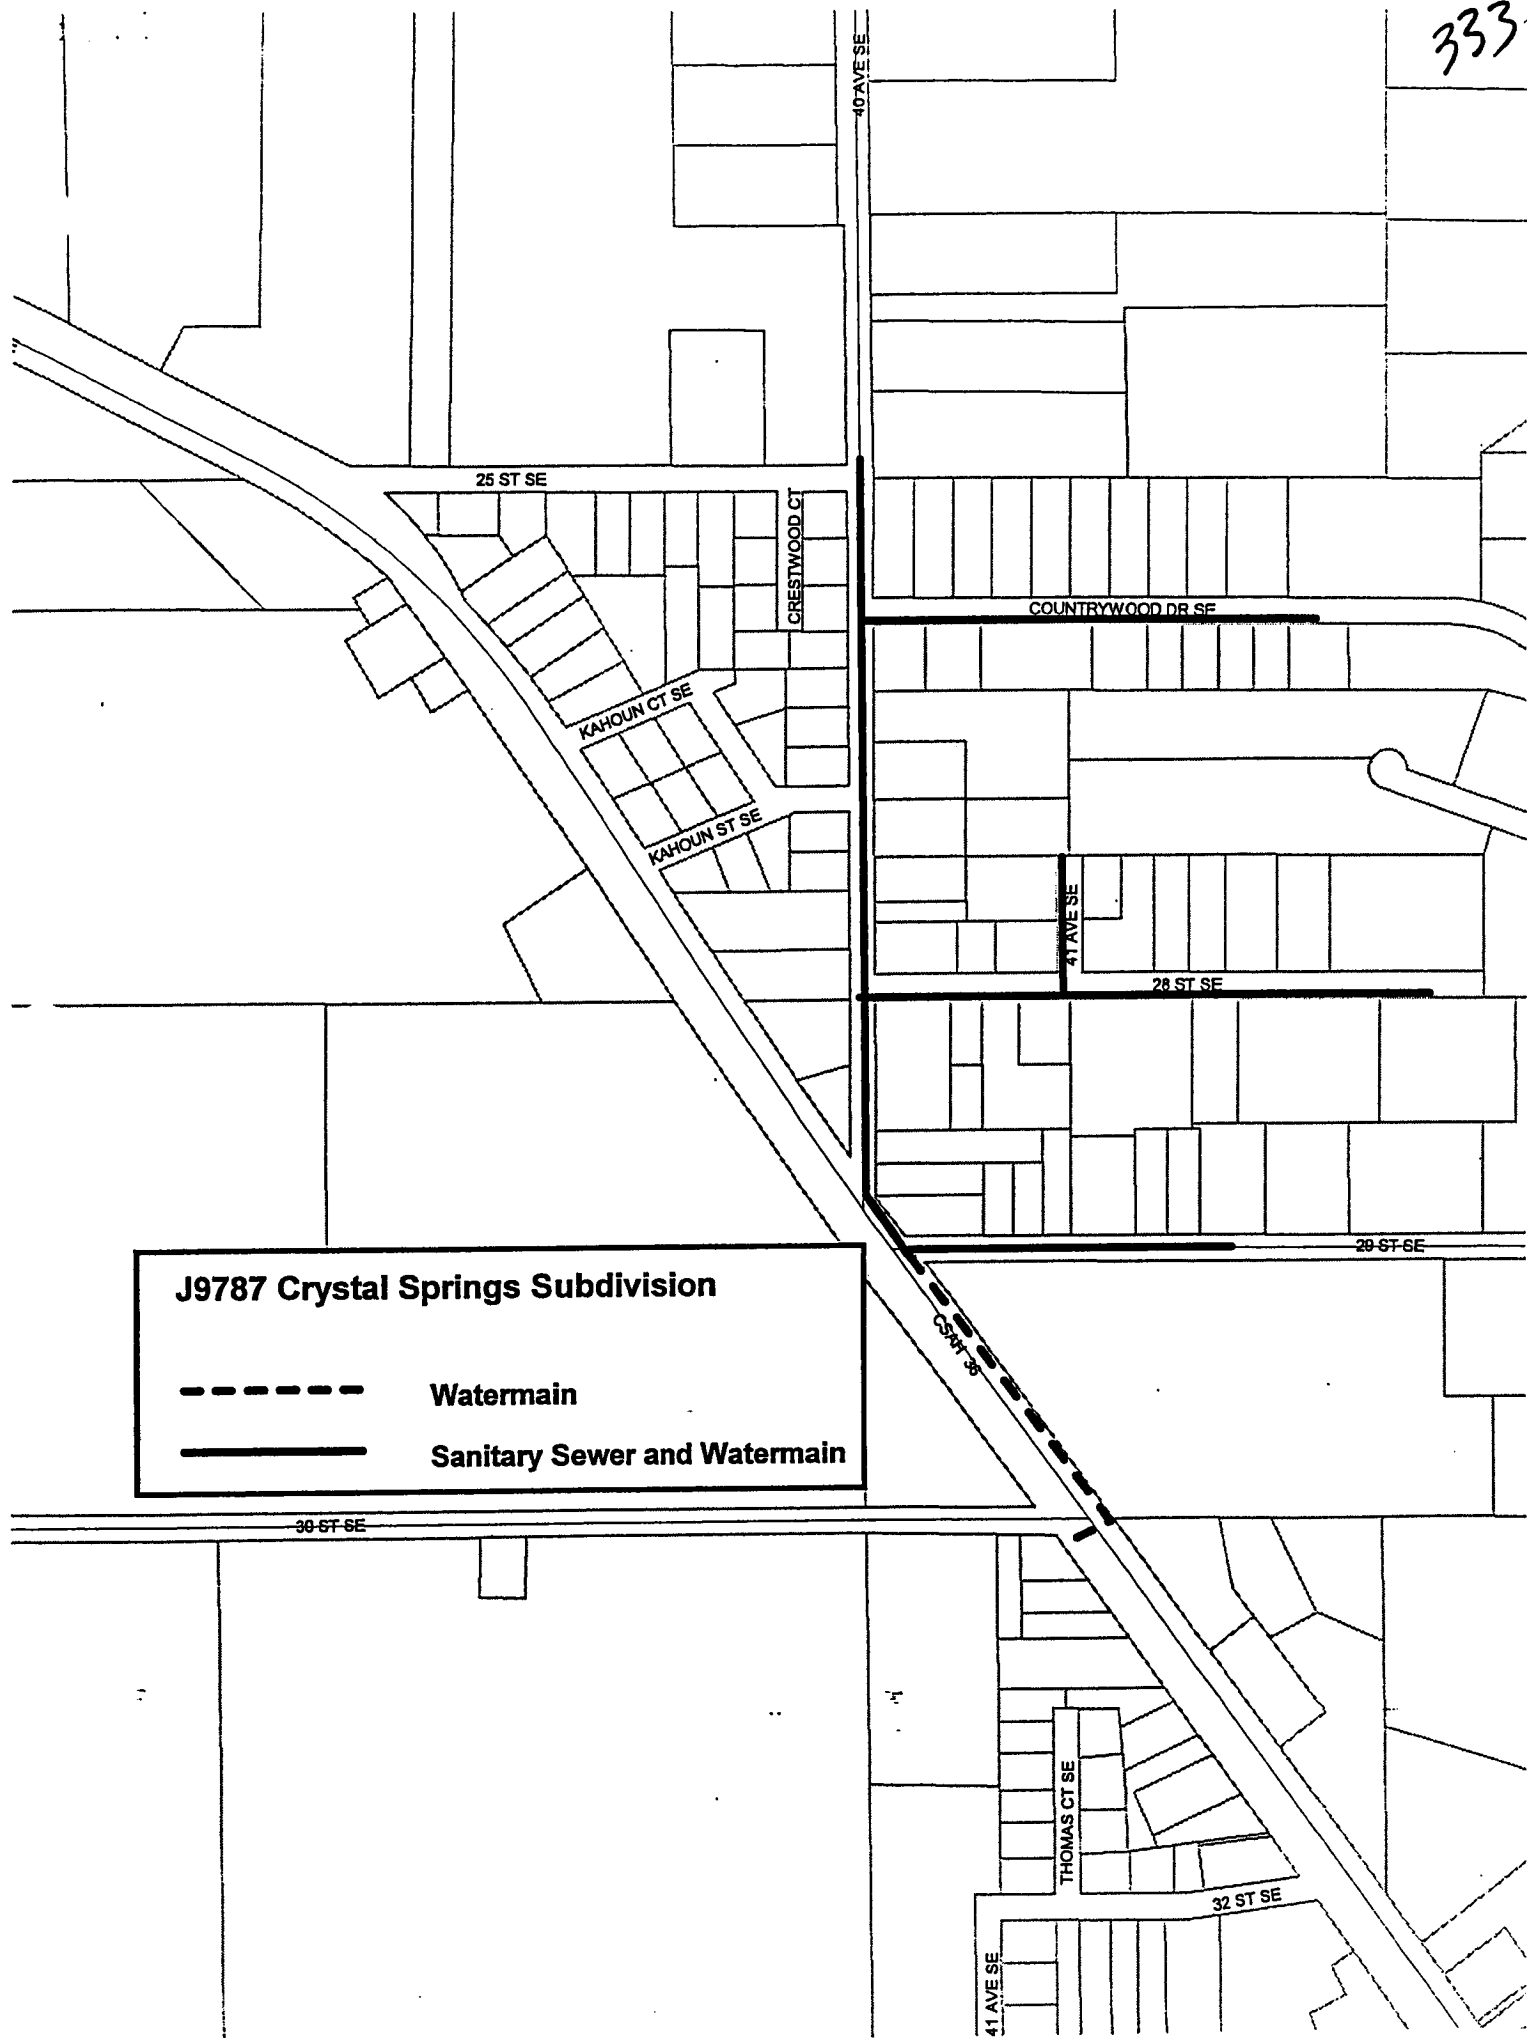 333
40 AVE SE
25 ST SE
CRESTWOOD CT
COUNTRYWOOD DR SE
KAHOUN CT SE
KAHOUN ST SE
41 AVE SE
28 ST SE
29 ST SE
J9787 Crystal Springs Subdivision
Watermain
Sanitary Sewer and Watermain
CSAH 36
30 ST SE
THOMAS CT SE
32 ST SE
41 AVE SE